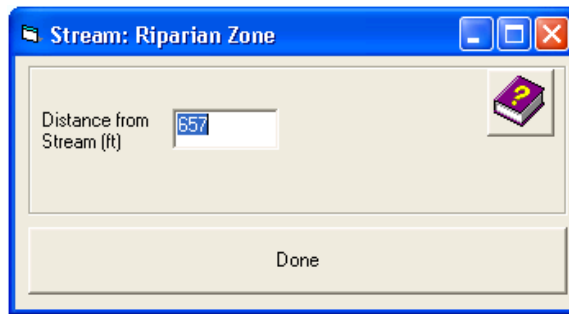 Stream: Riparian Zone
Distance from
Stream (ft)
657
?
Done